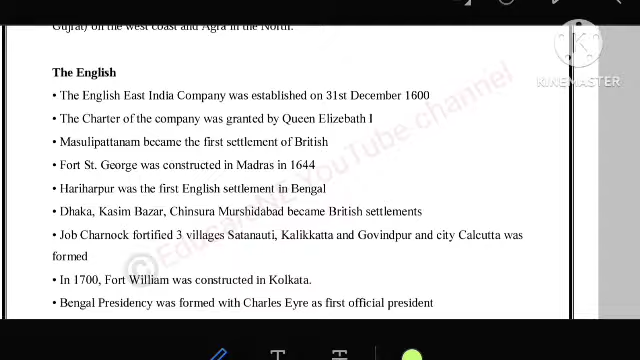 Gujrat) on the west coast and Agra in the North.
The English
• The English East India Company was established on 31st December 1600
• The Charter of the company was granted by Queen Elizebath I
• Masulipattanam became the first settlement of British
• Fort St. George was constructed in Madras in 1644
• Hariharpur was the first English settlement in Bengal
• Dhaka, Kasim Bazar, Chinsura Murshidabad became British settlements
• Job Charnock fortified 3 villages Satanauti, Kalikkatta and Govindpur and city Calcutta was
formed
• In 1700, Fort William was constructed in Kolkata.
• Bengal Presidency was formed with Charles Eyre as first official president
KINEMASTER